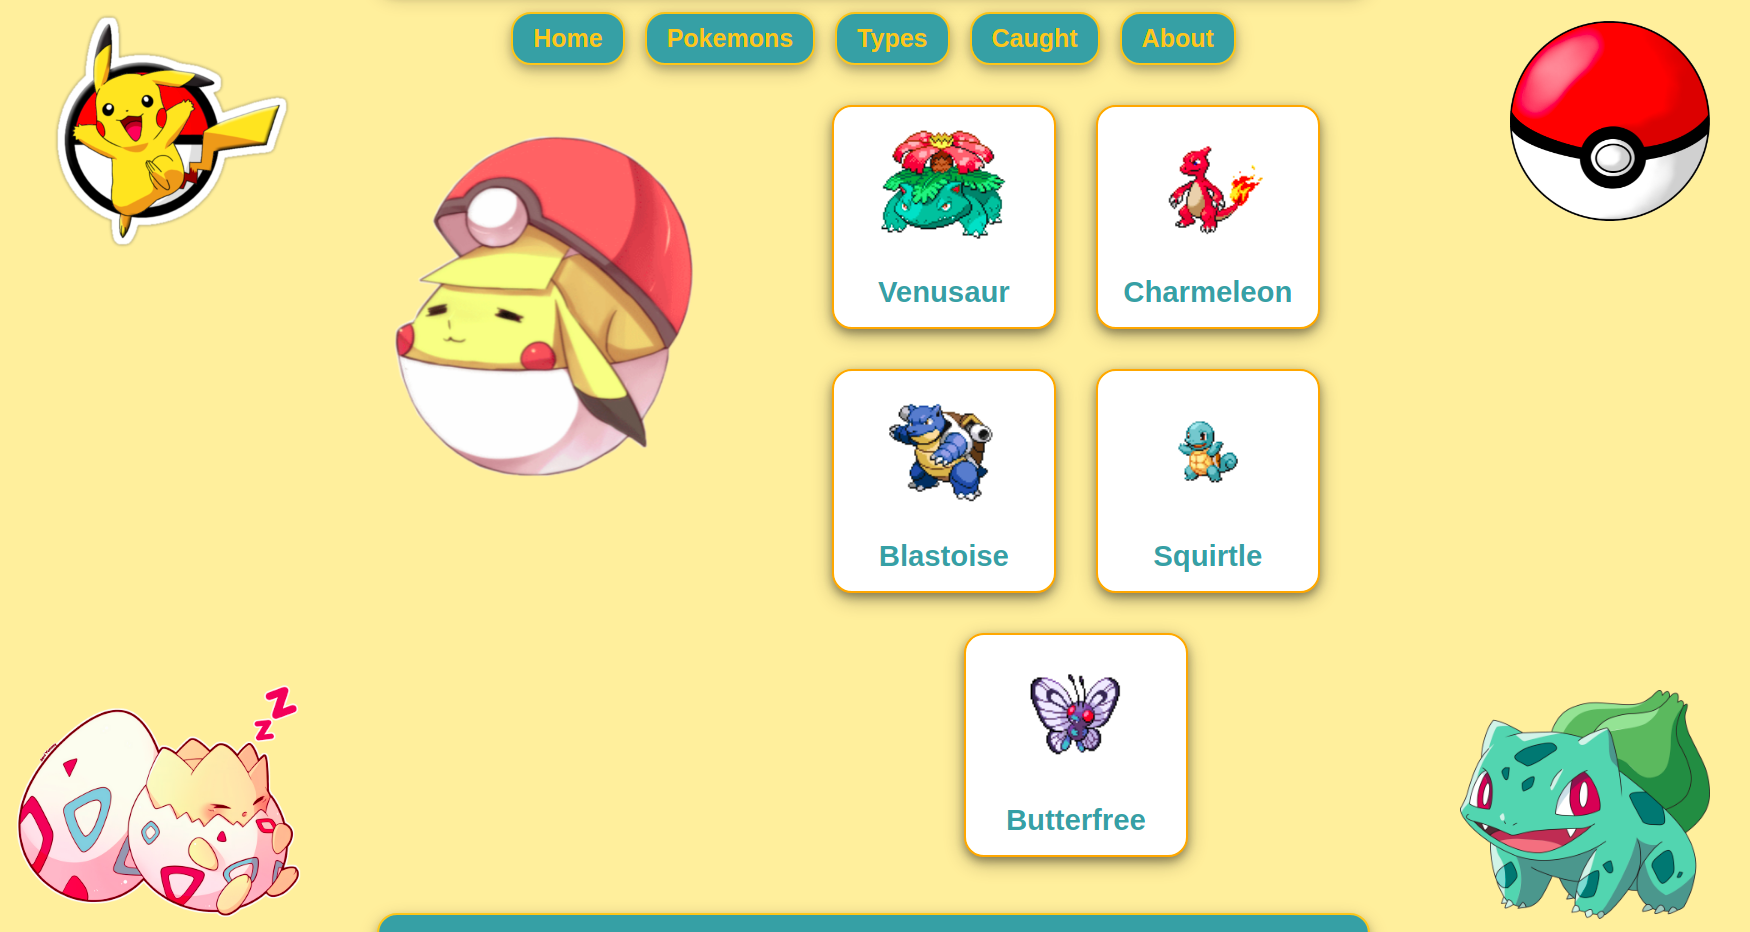 Home Pokemons Types Caught About
Venusaur Charmeleon
Blastoise Squirtle
Butterfree
z
z